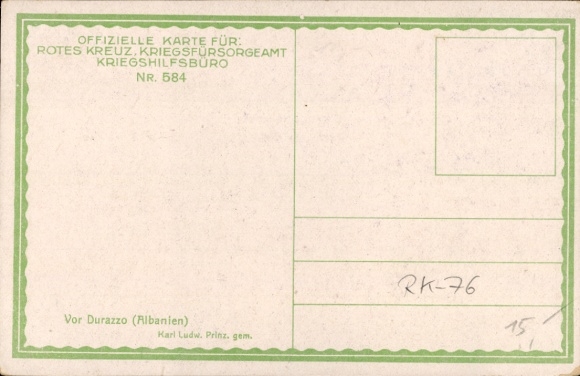 OFFIZIELLE KARTE FÜR:
ROTES KREUZ, KRIEGSFÜRSORGEAMT
KRIEGSHILFSBÜRO
NR. 584
RK-76
15
Vor Durazzo (Albanien)
Karl Ludw. Prinz. gem.